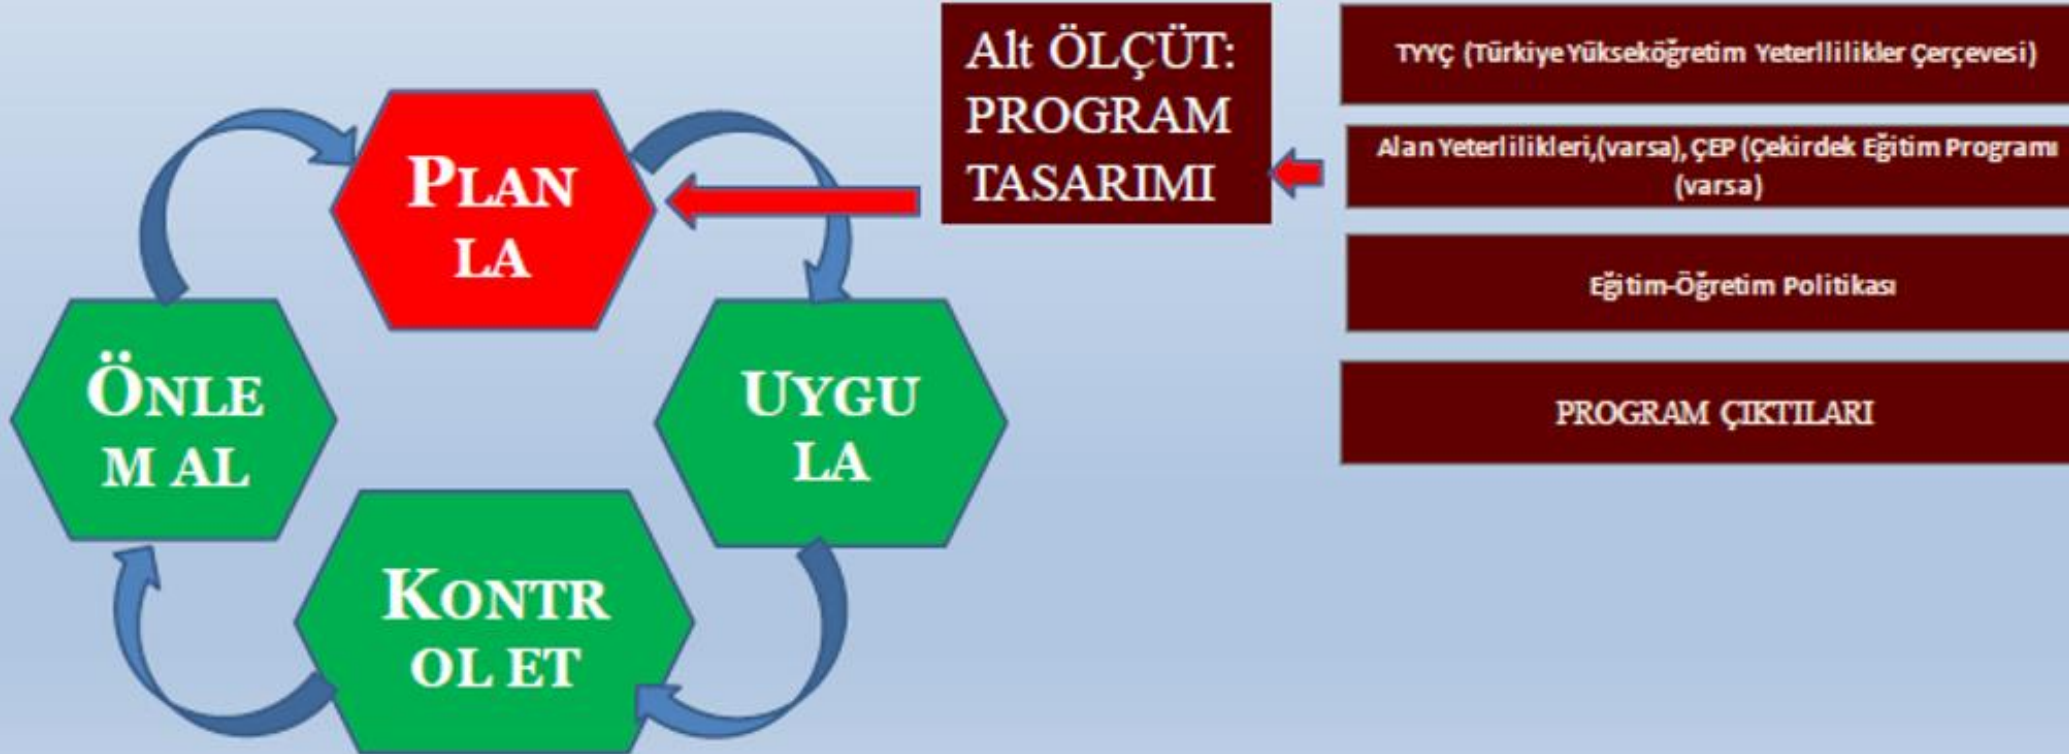 PLAN
LA
UYGU
LA
KONTR
OL ET
ÖNLE
M AL
Alt ÖLÇÜT:
PROGRAM
TASARIMI
TYYÇ (Türkiye Yükseköğretim Yeterllilikler Çerçevesi)
Alan Yeterlilikleri,(varsa), ÇEP (Çekirdek Eğitim Programı
(varsa)
Eğitim-Öğretim Politikası
PROGRAM ÇIKTILARI